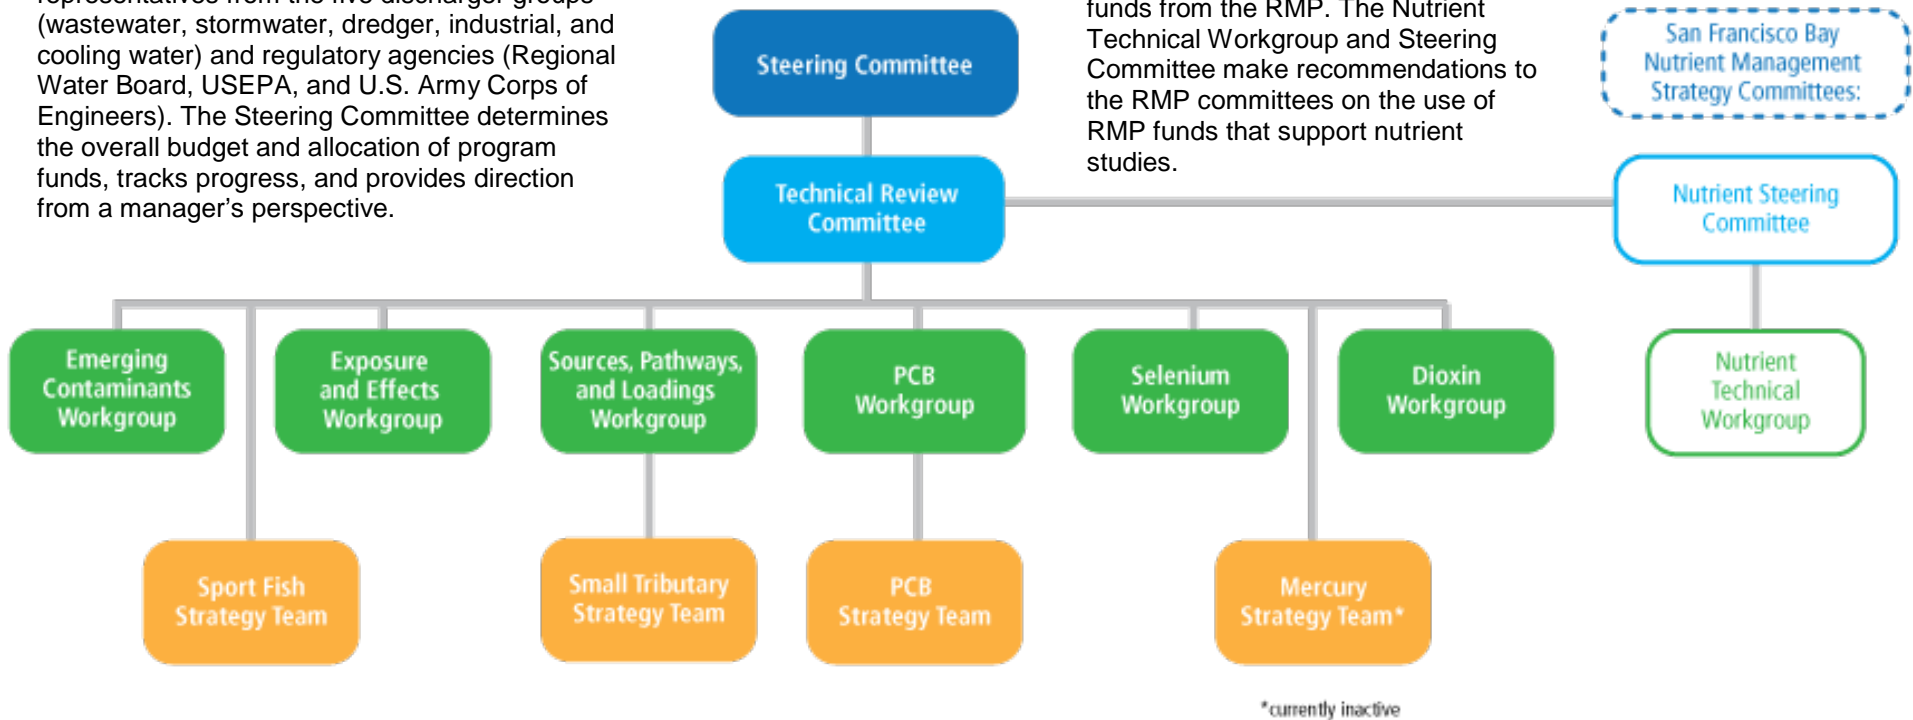 representatives from the five discharger groups
(wastewater, stormwater, dredger, industrial, and
cooling water) and regulatory agencies (Regional
Water Board, USEPA, and U.S. Army Corps of
Engineers). The Steering Committee determines
the overall budget and allocation of program
funds, tracks progress, and provides direction
from a manager’s perspective.
funds from the RMP. The Nutrient
Technical Workgroup and Steering
Committee make recommendations to
the RMP committees on the use of
RMP funds that support nutrient
studies.
Steering Committee
San Francisco Bay
Nutrient Management
Strategy Committees:
Technical Review
Committee
Nutrient Steering
Committee
Emerging
Contaminants
Workgroup
Exposure
and Effects
Workgroup
Sources, Pathways,
and Loadings
Workgroup
PCB
Workgroup
Selenium
Workgroup
Dioxin
Workgroup
Nutrient
Technical
Workgroup
Sport Fish
Strategy Team
Small Tributary
Strategy Team
PCB
Strategy Team
Mercury
Strategy Team*
*currently inactive